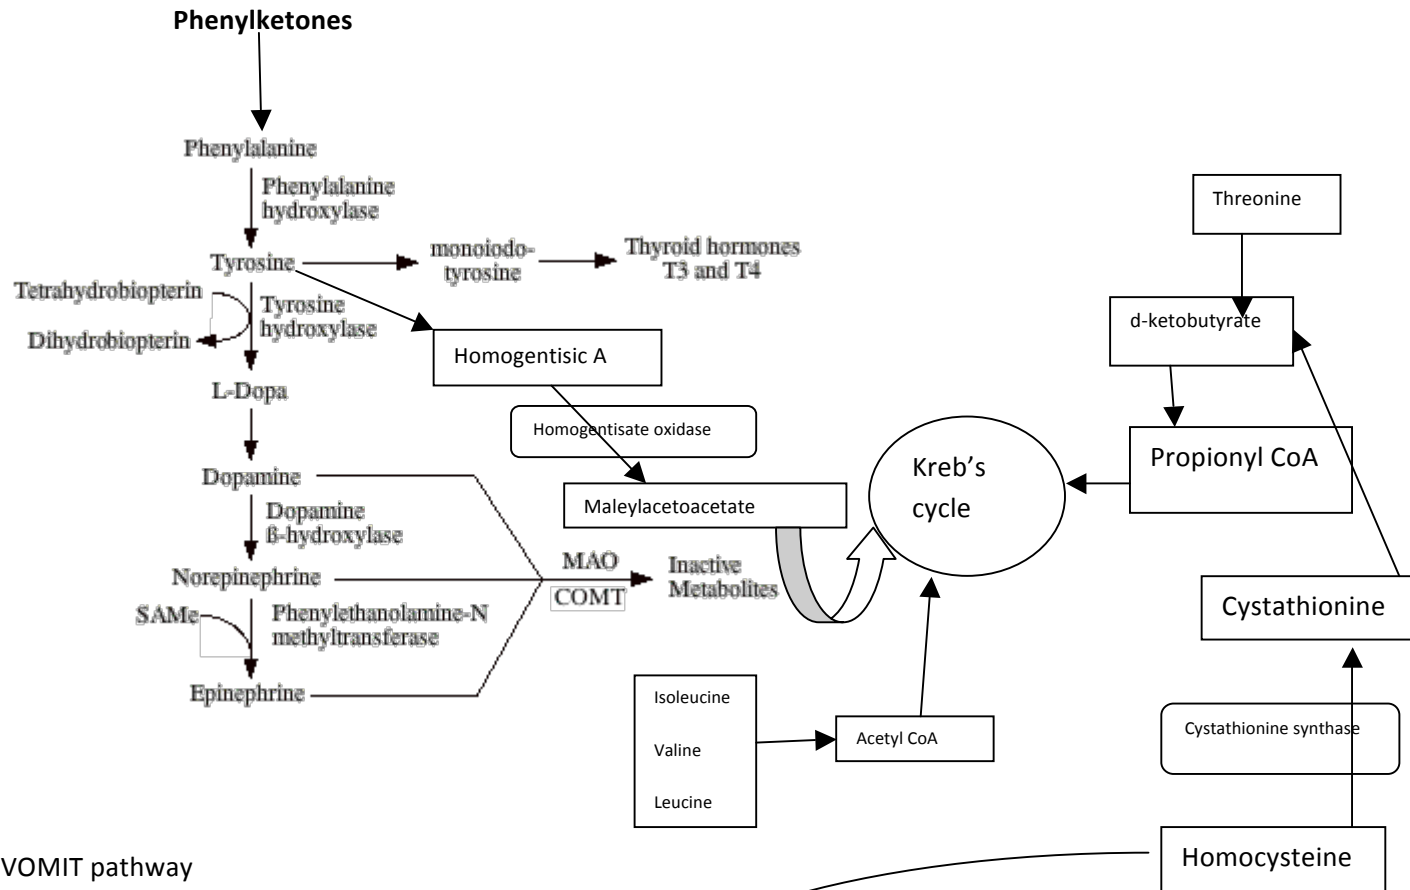 Phenylketones
Phenylalanine
Phenylalanine
hydroxylase
Tyrosine
monoiodo-
tyrosine
Thyroid hormones
T3 and T4
Tetrahydrobiopterin
Dihydrobiopterin
Tyrosine
hydroxylase
Homogentisic A
L-Dopa
Homogentisate oxidase
Dopamine
Maleylacetoacetate
Dopamine
ß-hydroxylase
Norepinephrine
MAO
COMT
Inactive
Metabolites
SAMe
Phenylethanolamine-N
methyltransferase
Epinephrine
Kreb's
cycle
Threonine
d-ketobutyrate
Propionyl CoA
Cystathionine
Cystathionine synthase
Homocysteine
Isoleucine
Valine
Leucine
Acetyl CoA
VOMIT pathway